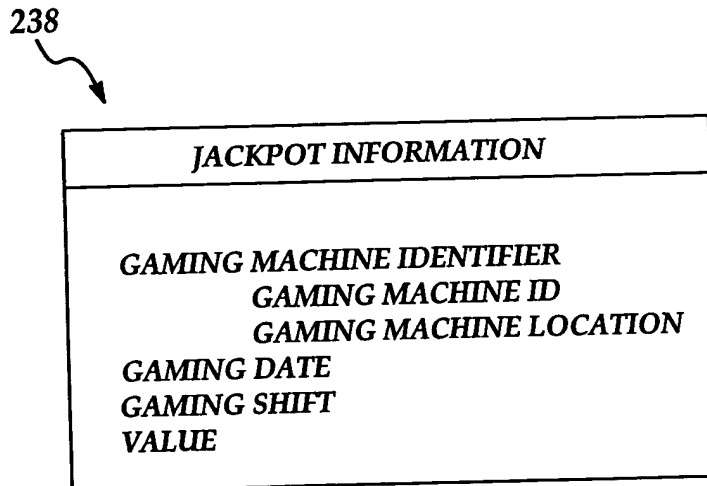 238
JACKPOT INFORMATION
GAMING MACHINE IDENTIFIER
GAMING MACHINE ID
GAMING MACHINE LOCATION
GAMING DATE
GAMING SHIFT
VALUE